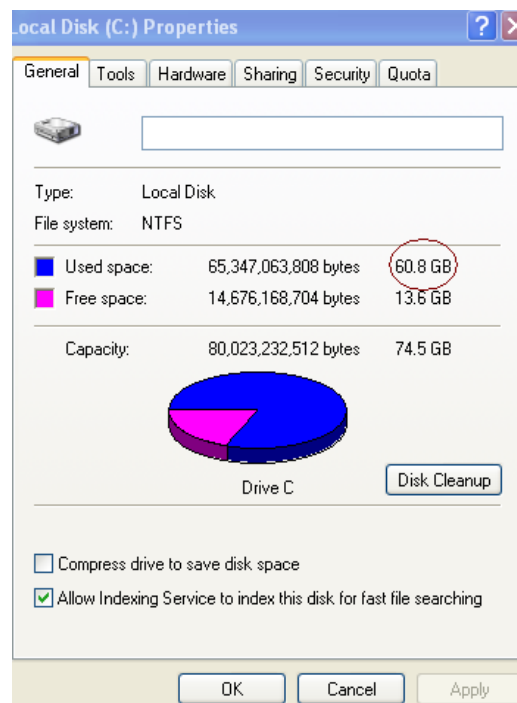 Local Disk (C:) Properties
General Tools Hardware Sharing Security Quota
Type: Local Disk
File system: NTFS
Used space: 65,347,063,808 bytes 60.8 GB
Free space: 14,676,168,704 bytes 13.6 GB
Capacity: 80,023,232,512 bytes 74.5 GB
Drive C
Disk Cleanup
Compress drive to save disk space
Allow Indexing Service to index this disk for fast file searching
OK Cancel Apply